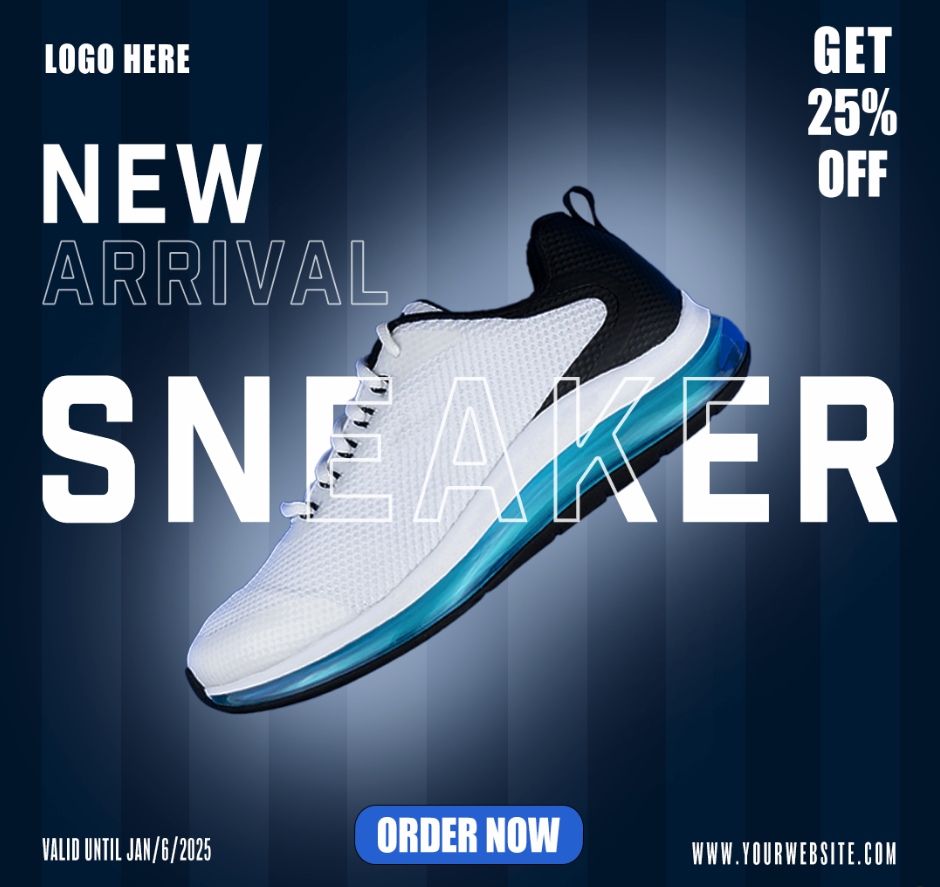 LOGO HERE
GET
25%
OFF
NEW
ARRIVAL
SNEAKER
VALID UNTIL JAN/6/2025
ORDER NOW
WWW.YOURWEBSITE.COM